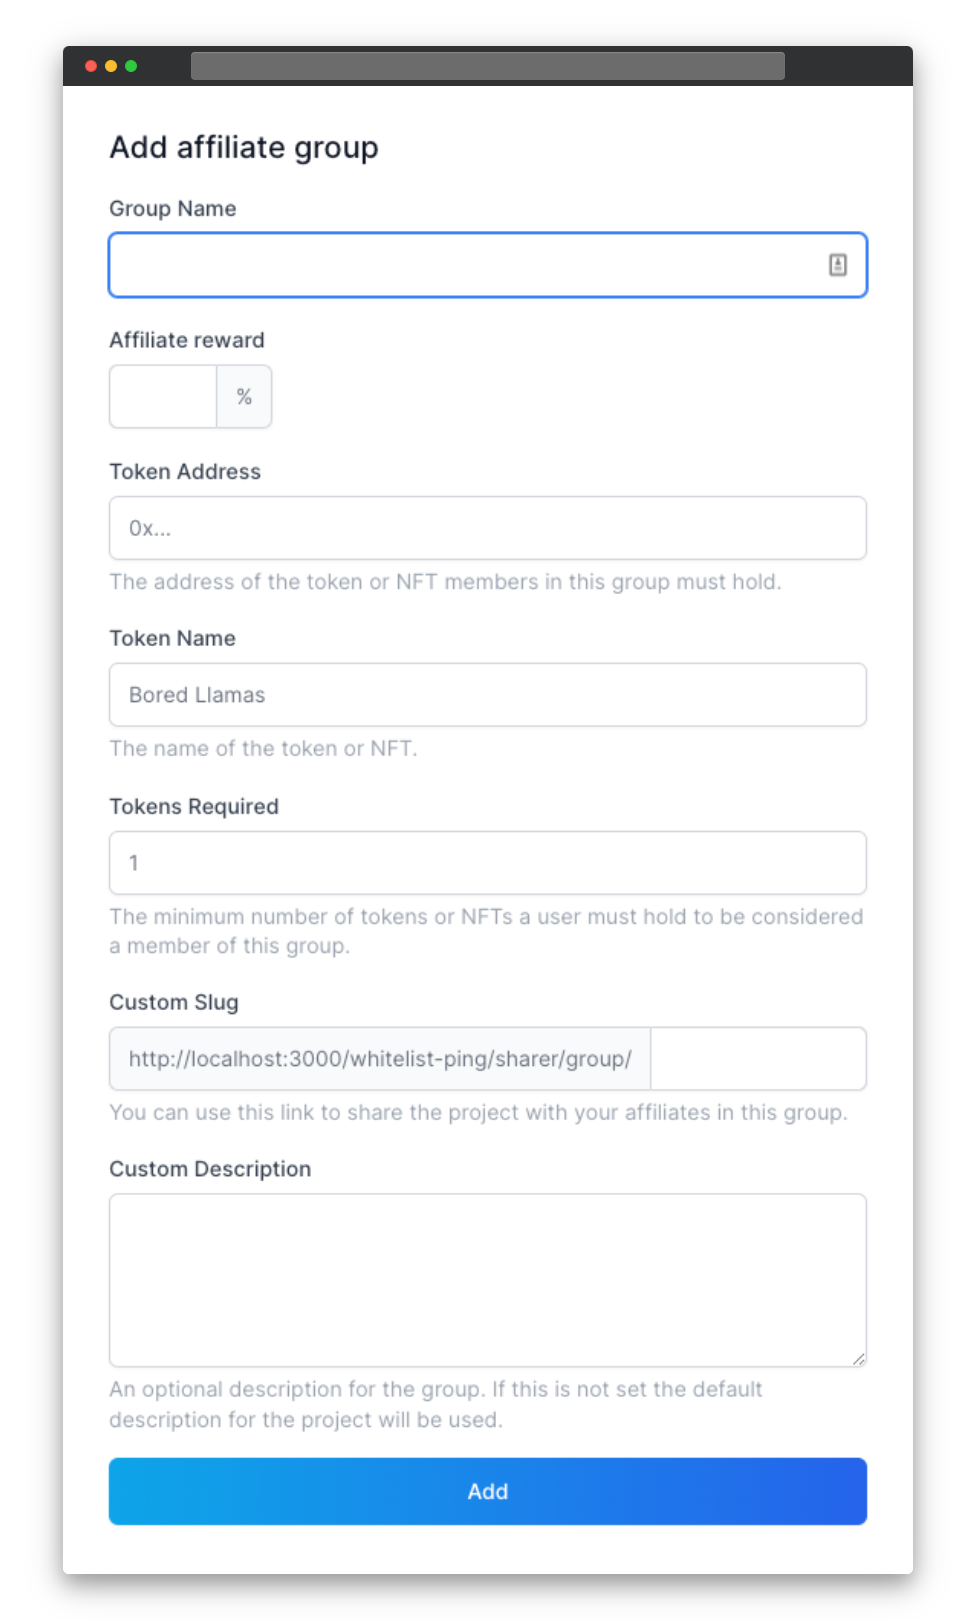 Add affiliate group
Group Name
Affiliate reward
%
Token Address
0x...
The address of the token or NFT members in this group must hold.
Token Name
Bored Llamas
The name of the token or NFT.
Tokens Required
1
The minimum number of tokens or NFTs a user must hold to be considered
a member of this group.
Custom Slug
http://localhost:3000/whitelist-ping/sharer/group/
You can use this link to share the project with your affiliates in this group.
Custom Description
An optional description for the group. If this is not set the default
description for the project will be used.
Add